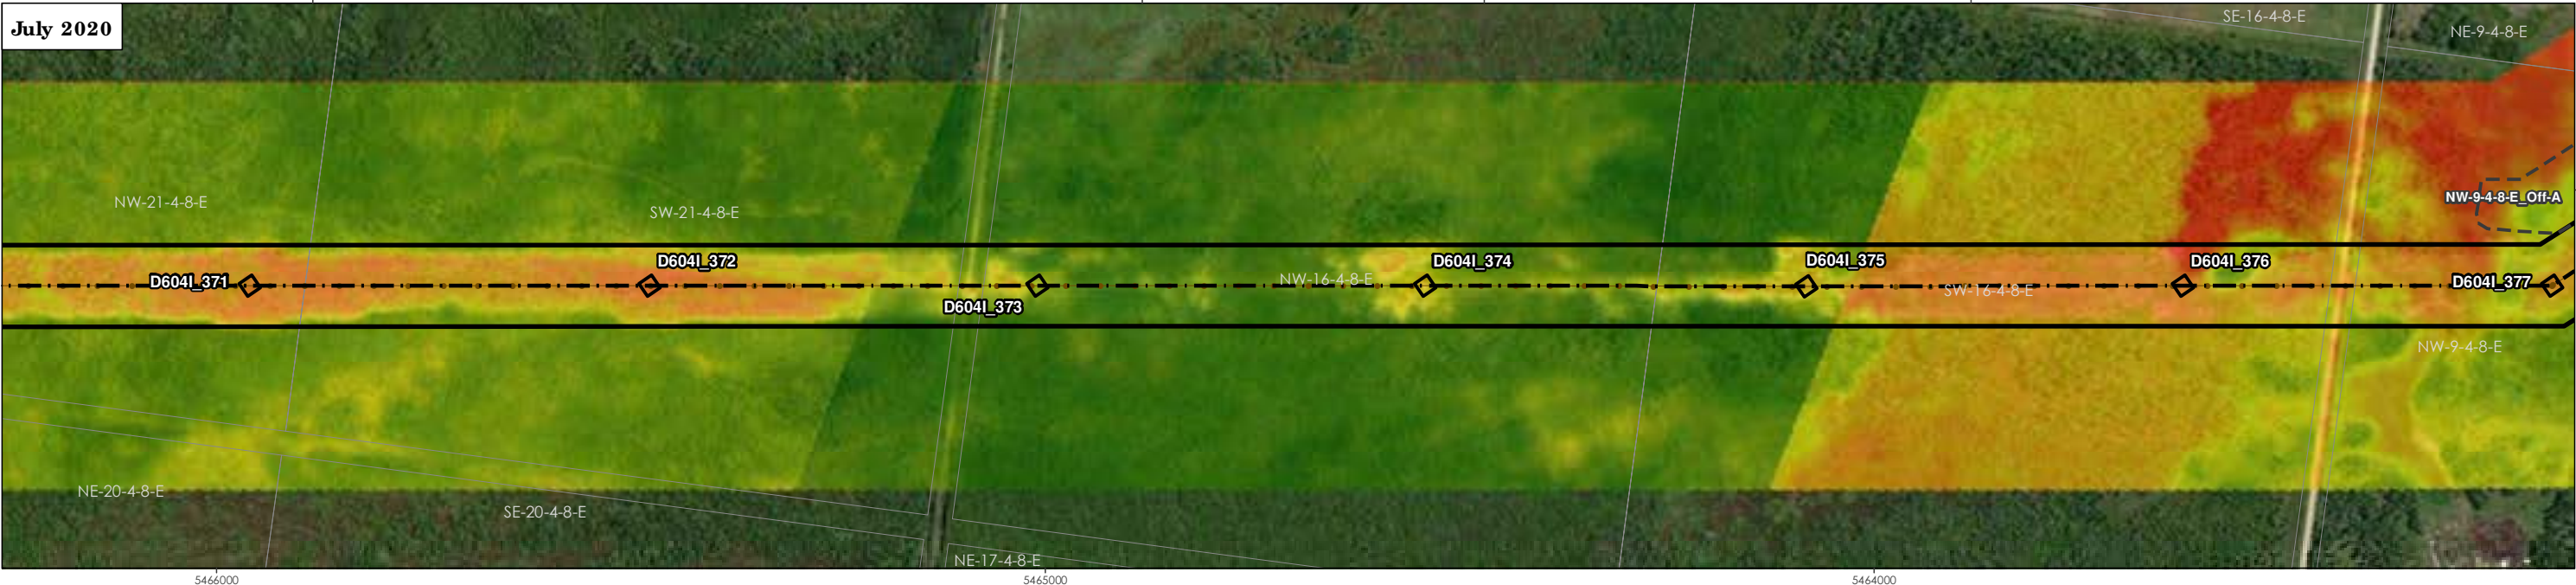 July 2020
SE-16-4-8-E
NE-9-4-8-E
NW-21-4-8-E
SW-21-4-8-E
NW-9-4-8-E_Off-A
D604I_371
D604I_372
D604I_373
NW-16-4-8-E
D604I_374
D604I_375
SW-16-4-8-E
D604I_376
D604I_377
NW-9-4-8-E
NE-20-4-8-E
SE-20-4-8-E
NE-17-4-8-E
5466000
5465000
5464000